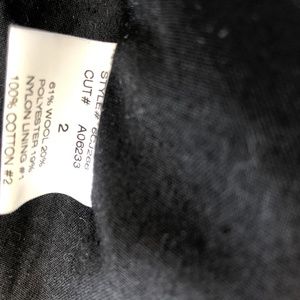 STYLE#
CUT# A06233
2
61% WOOL 20%
POLYESTER 19%
NYLON LINING #1
100% COTTON #2